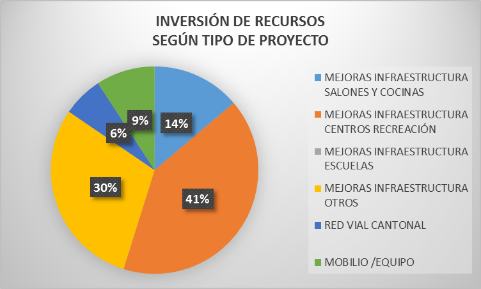 INVERSIÓN DE RECURSOS
SEGÚN TIPO DE PROYECTO
14%
41%
30%
6%
9%
MEJORAS INFRAESTRUCTURA
SALONES Y COCINAS
MEJORAS INFRAESTRUCTURA
CENTROS RECREACIÓN
MEJORAS INFRAESTRUCTURA
ESCUELAS
MEJORAS INFRAESTRUCTURA
OTROS
RED VIAL CANTONAL
MOBILIO /EQUIPO